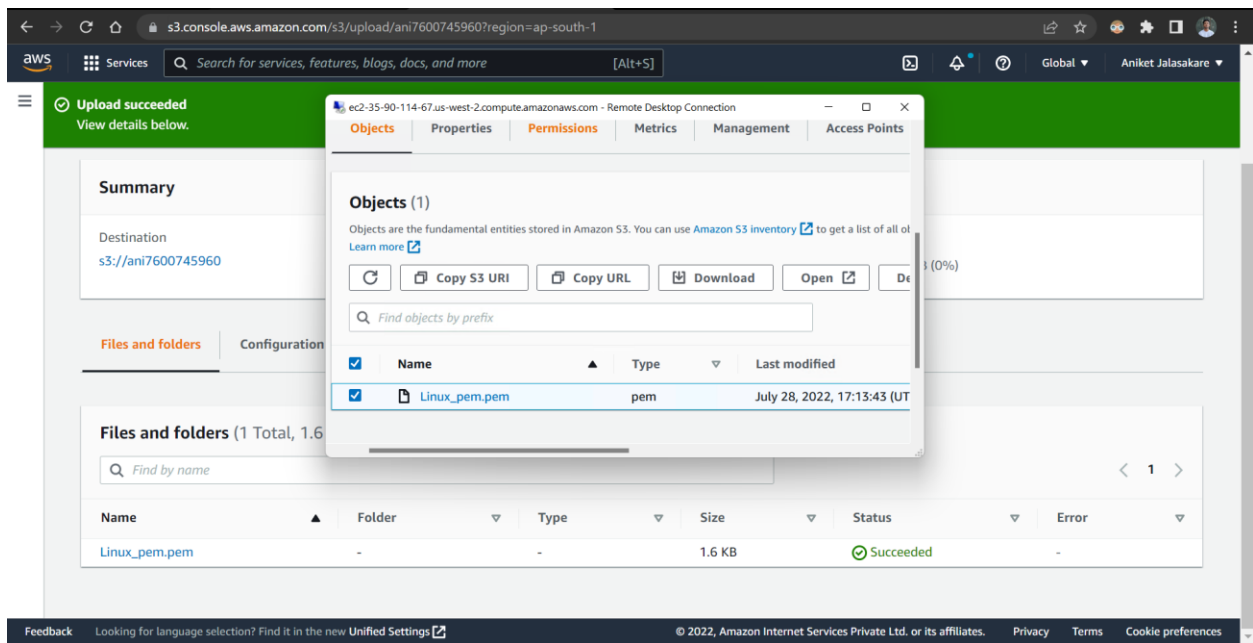 s3.console.aws.amazon.com/s3/upload/ani7600745960?region=ap-south-1
aws Services Search for services, features, blogs, docs, and more [Alt+S] Global Aniket Jalasakare
Upload succeeded
View details below.
ec2-35-90-114-67.us-west-2.compute.amazonaws.com - Remote Desktop Connection
Objects Properties Permissions Metrics Management Access Points
Summary
Destination
s3://ani7600745960
(0%)
Objects (1)
Objects are the fundamental entities stored in Amazon S3. You can use Amazon S3 inventory to get a list of all
Learn more
Copy S3 URI Copy URL Download Open De
Find objects by prefix
Name Type Last modified
Linux_pem.pem pem July 28, 2022, 17:13:43 (UT
Files and folders Configuration
Files and folders (1 Total, 1.6
Find by name
1
Name Folder Type Size Status Error
Linux_pem.pem - - 1.6 KB Succeeded -
Feedback Looking for language selection? Find it in the new Unified Settings © 2022, Amazon Internet Services Private Ltd. or its affiliates. Privacy Terms Cookie preferences